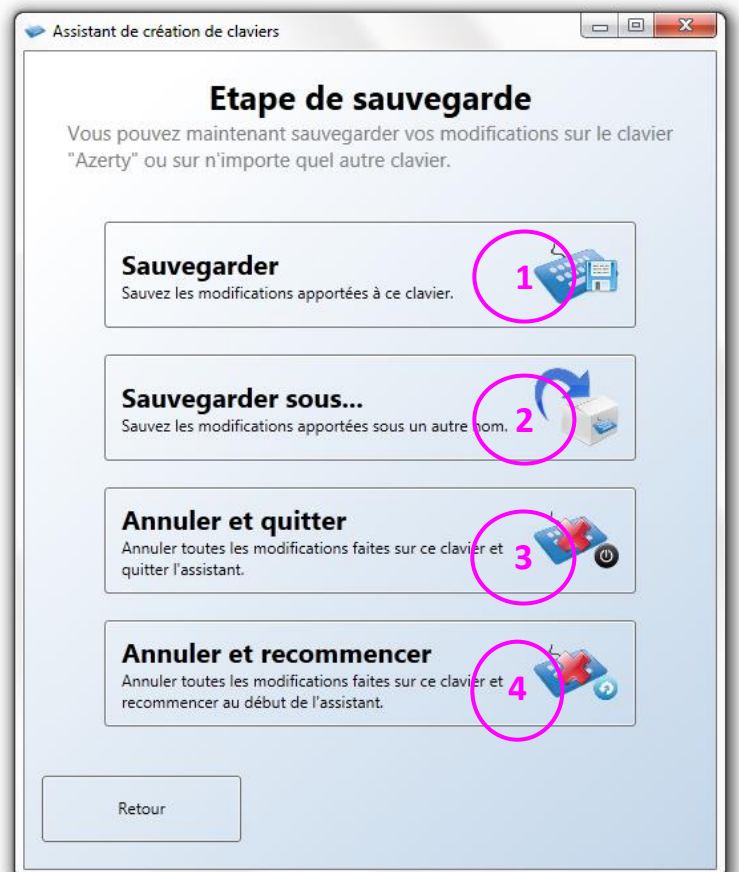 Assistant de création de claviers
Etape de sauvegarde
Vous pouvez maintenant sauvegarder vos modifications sur le clavier
"Azerty" ou sur n'importe quel autre clavier.
Sauvegarder
Sauvez les modifications apportées à ce clavier.
1
Sauvegarder sous...
Sauvez les modifications apportées sous un autre nom.
2
Annuler et quitter
Annuler toutes les modifications faites sur ce clavier et
quitter l'assistant.
3
Annuler et recommencer
Annuler toutes les modifications faites sur ce clavier et
recommencer au début de l'assistant.
4
Retour